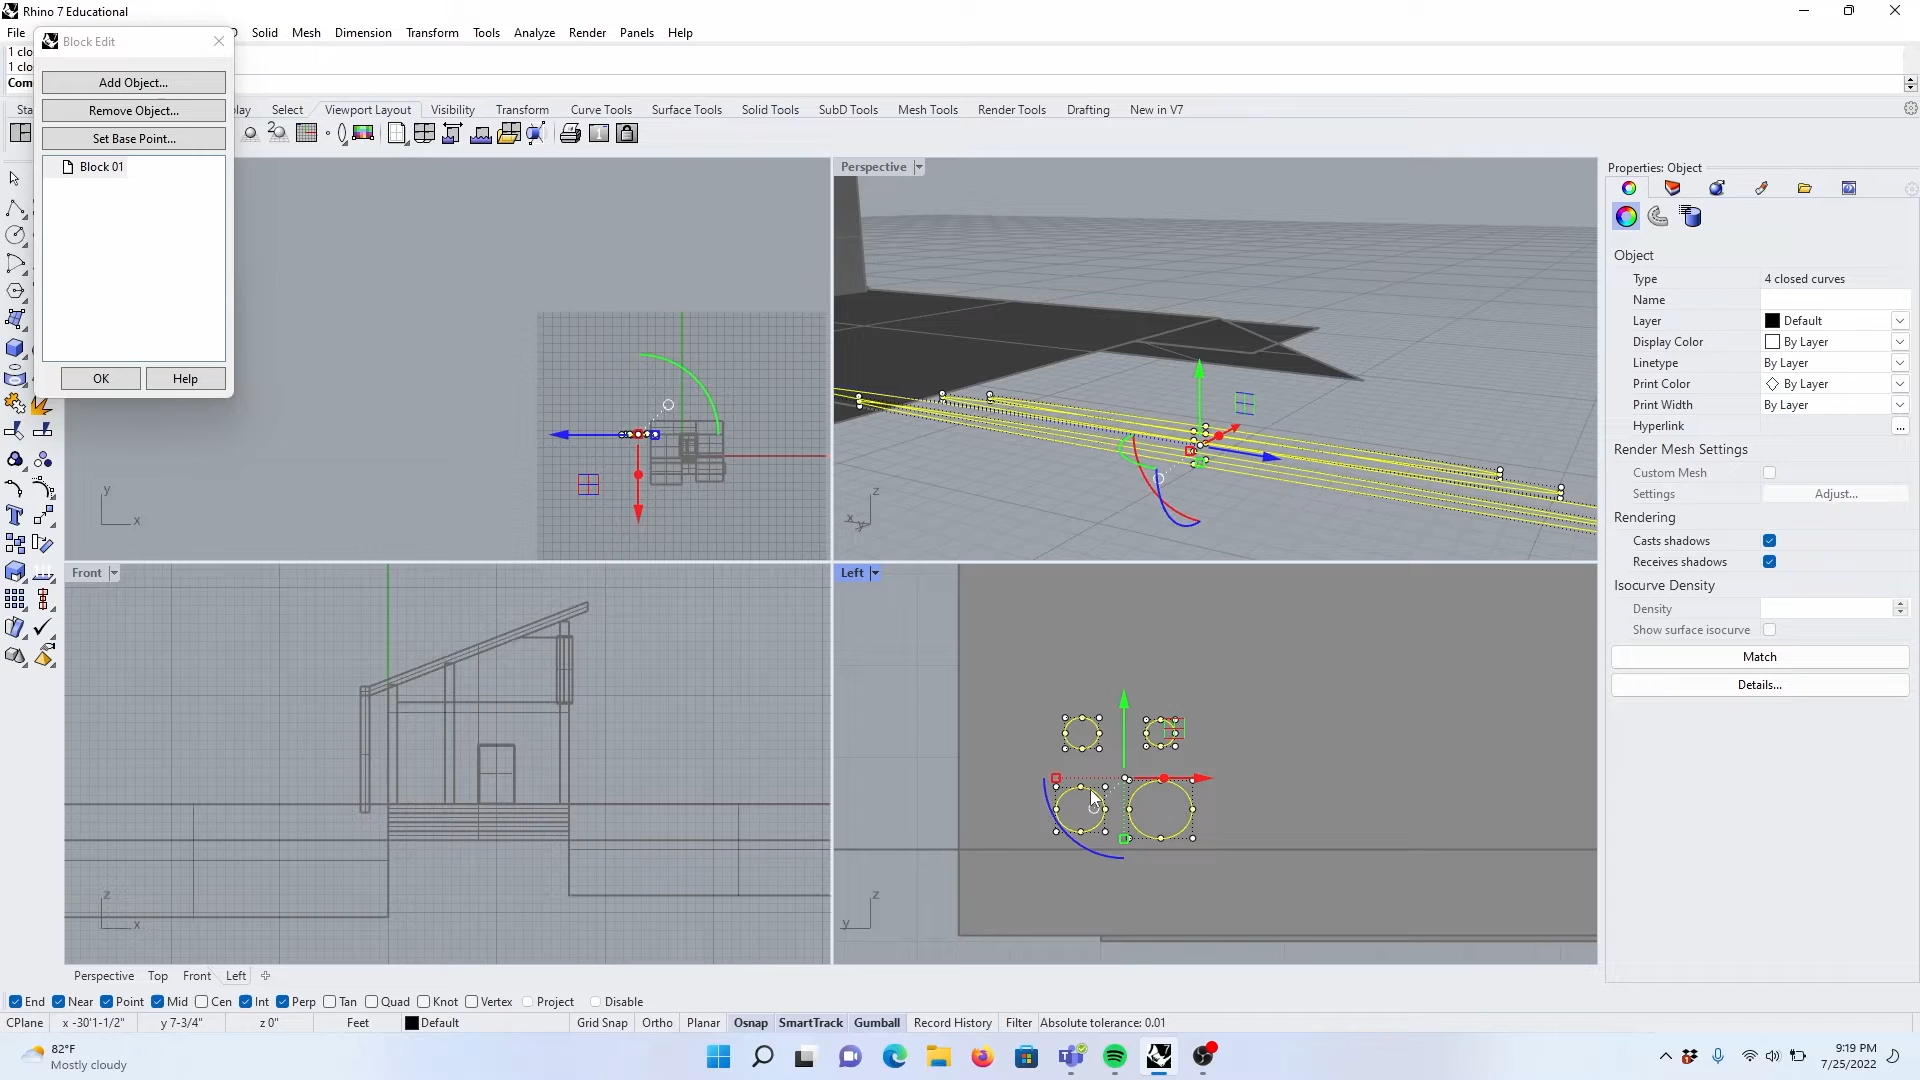 Rhino 7 Educational
File Solid Mesh Dimension Transform Tools Analyze Render Panels Help
Block Edit
1 clo
1 clo
Com
Add Object...
Remove Object...
Set Base Point...
Block 01
OK Help
Sta lay Select Viewport Layout Visibility Transform Curve Tools Surface Tools Solid Tools SubD Tools Mesh Tools Render Tools Drafting New in V7
y
x
Perspective
z
x y
Front
z
x
Left
z
y
Properties: Object
Object
Type 4 closed curves
Name
Layer Default
Display Color By Layer
Linetype By Layer
Print Color By Layer
Print Width By Layer
Hyperlink ...
Render Mesh Settings
Custom Mesh
Settings Adjust...
Rendering
Casts shadows
Receives shadows
Isocurve Density
Density
Show surface isocurve
Match
Details...
Perspective Top Front Left
End Near Point Mid Cen Int Perp Tan Quad Knot Vertex Project Disable
CPlane x -30'1-1/2" y 7-3/4" z 0" Feet Default Grid Snap Ortho Planar Osnap SmartTrack Gumball Record History Filter Absolute tolerance: 0.01
82°F
Mostly cloudy
9:19 PM
7/25/2022